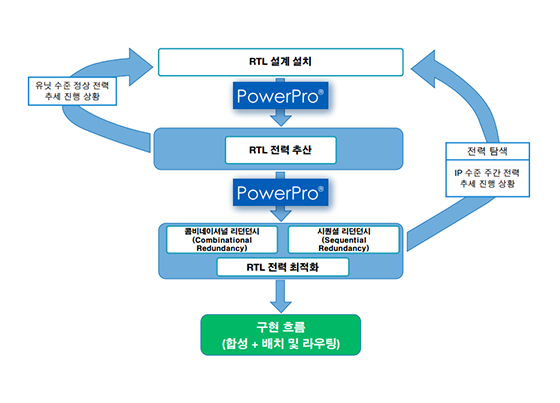 RTL 설계 설치
유닛 수준 정상 전력
추세 진행 상황
PowerPro®
RTL 전력 추산
전력 탐색
IP 수준 주간 전력
추세 진행 상황
PowerPro®
콤비네이셔널 리던던시
(Combinational
Redundancy)
시퀀셜 리던던시
(Sequential
Redundancy)
RTL 전력 최적화
구현 흐름
(합성 + 배치 및 라우팅)